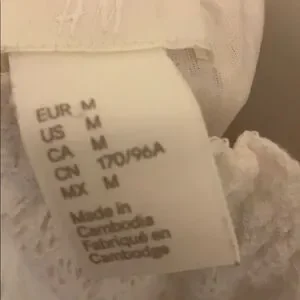 EUR M
US M
CA M
CN 170/96A
MX M
Made in
Cambodia
Fabriqué en
Cambodge